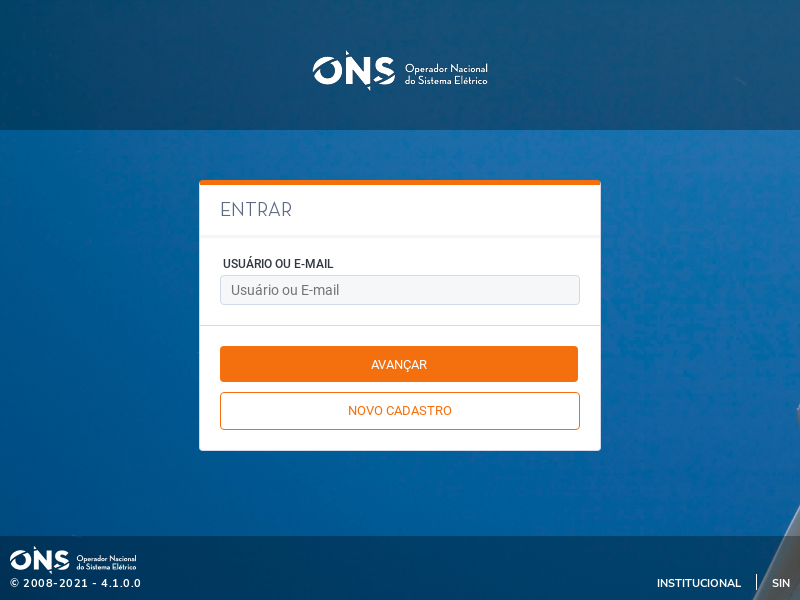 ONS Operador Nacional
do Sistema Elétrico
ENTRAR
USUÁRIO OU E-MAIL
Usuário ou E-mail
AVANÇAR
NOVO CADASTRO
ONS Operador Nacional
do Sistema Elétrico
© 2008-2021 - 4.1.0.0
INSTITUCIONAL
SIN